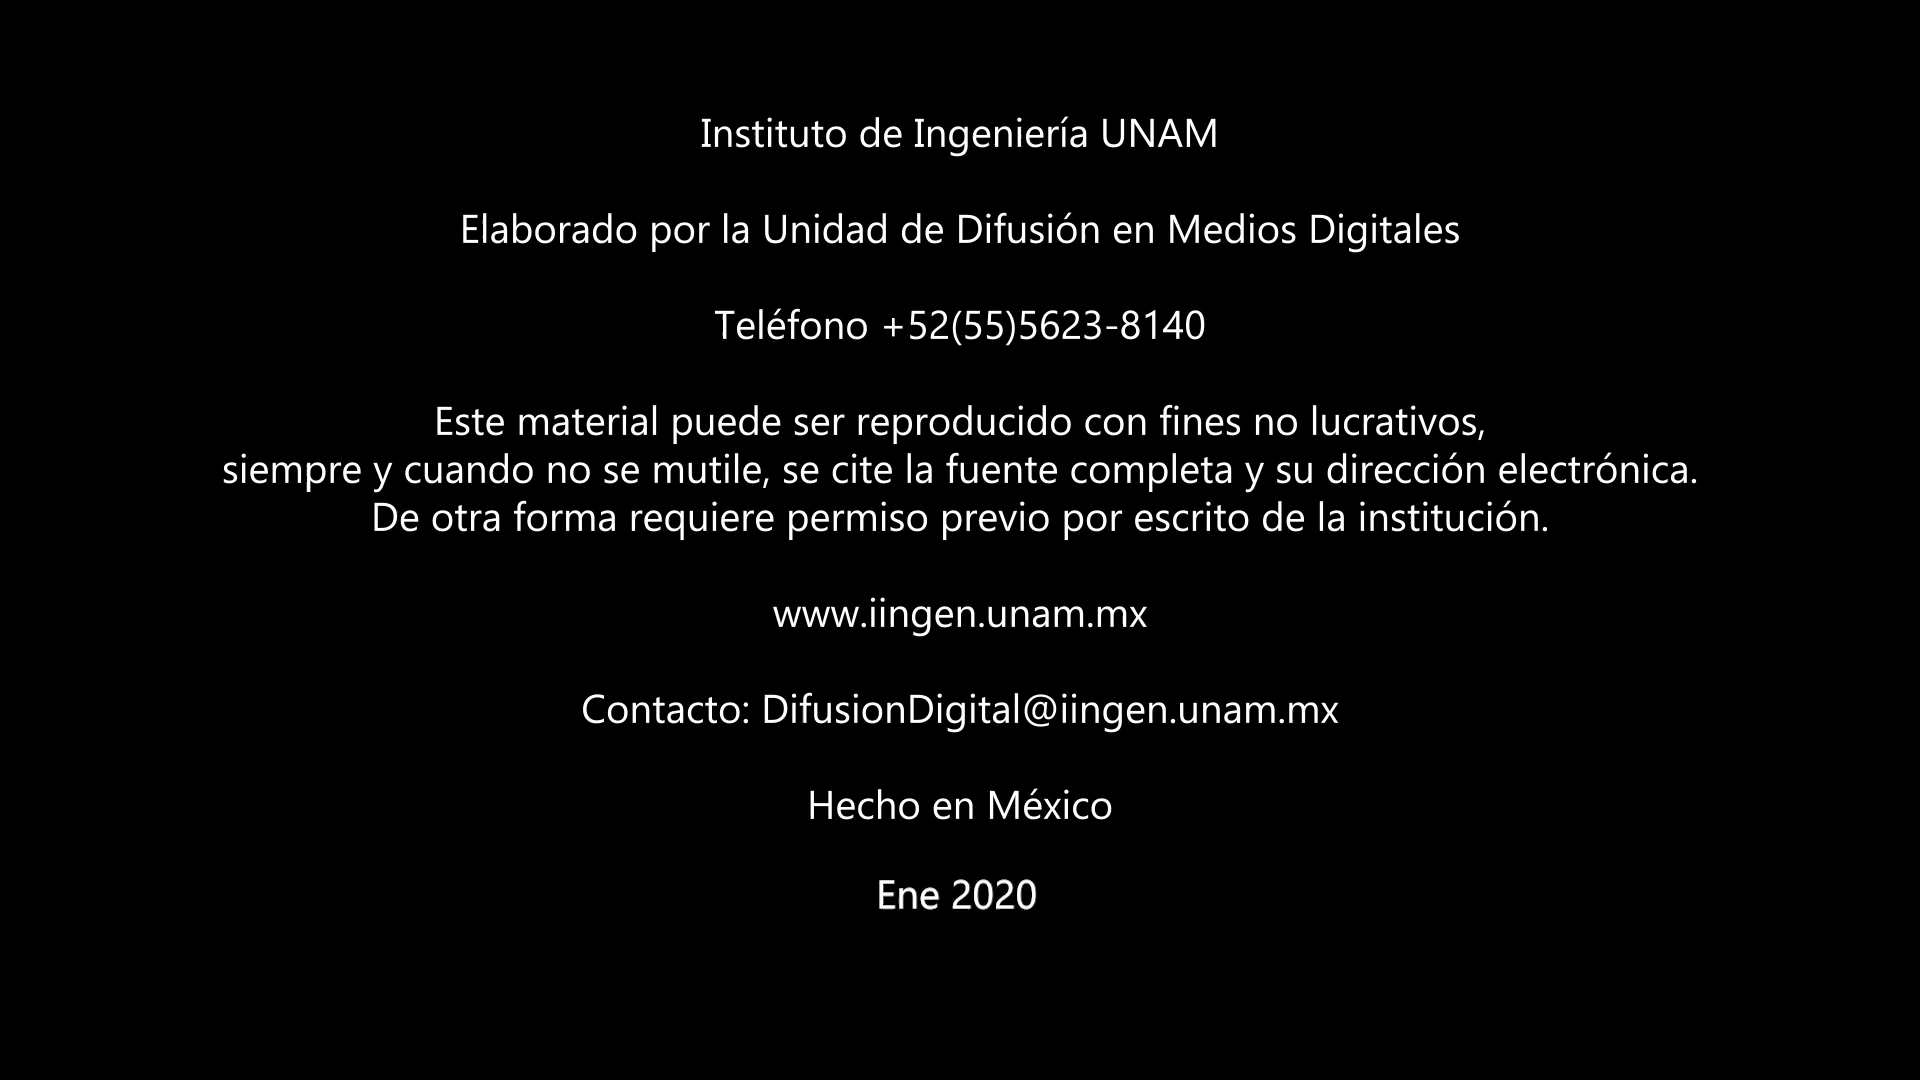 Instituto de Ingeniería UNAM
Elaborado por la Unidad de Difusión en Medios Digitales
Teléfono +52(55)5623-8140
Este material puede ser reproducido con fines no lucrativos,
siempre y cuando no se mutile, se cite la fuente completa y su dirección electrónica.
De otra forma requiere permiso previo por escrito de la institución.
www.iingen.unam.mx
Contacto: DifusionDigital@iingen.unam.mx
Hecho en México
Ene 2020